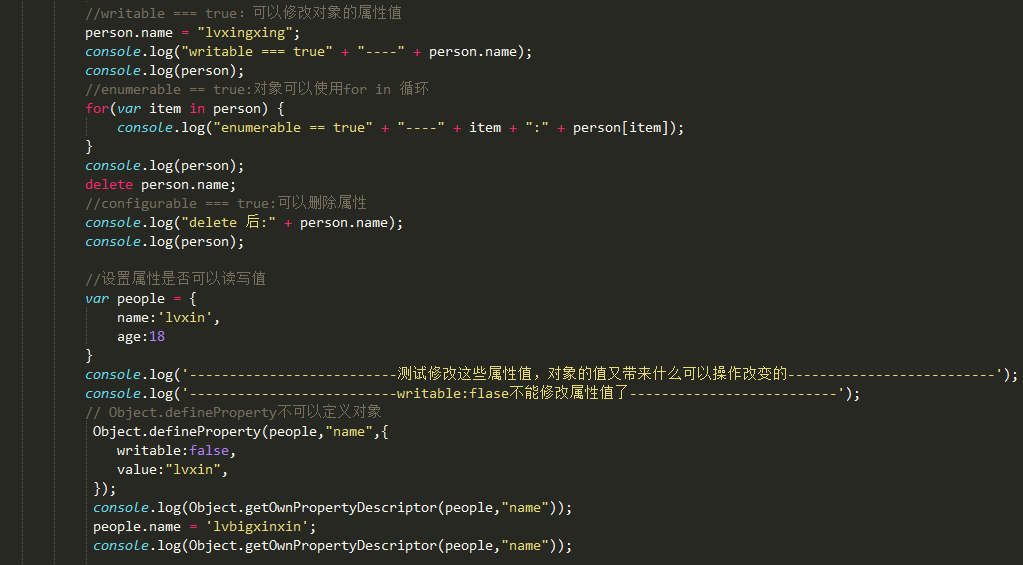 //writable === true: 可以修改对象的属性值
person.name = "lvxingxing";
console.log("writable === true" + "----" + person.name);
console.log(person);
//enumerable == true:对象可以使用for in 循环
for(var item in person) {
console.log("enumerable == true" + "----" + item + ":" + person[item]);
}
console.log(person);
delete person.name;
//configurable === true:可以删除属性
console.log("delete 后:" + person.name);
console.log(person);
//设置属性是否可以读写值
var people = {
name:'lvxin',
age:18
}
console.log('--------------------------测试修改这些属性值，对象的值又带来什么可以操作改变的--------------------------');
console.log('--------------------------writable:flase不能修改属性值了--------------------------');
// Object.defineProperty不可以定义对象
Object.defineProperty(people,"name",{
writable:false,
value:"lvxin",
});
console.log(Object.getOwnPropertyDescriptor(people,"name"));
people.name = 'lvbigxinxin';
console.log(Object.getOwnPropertyDescriptor(people,"name"));